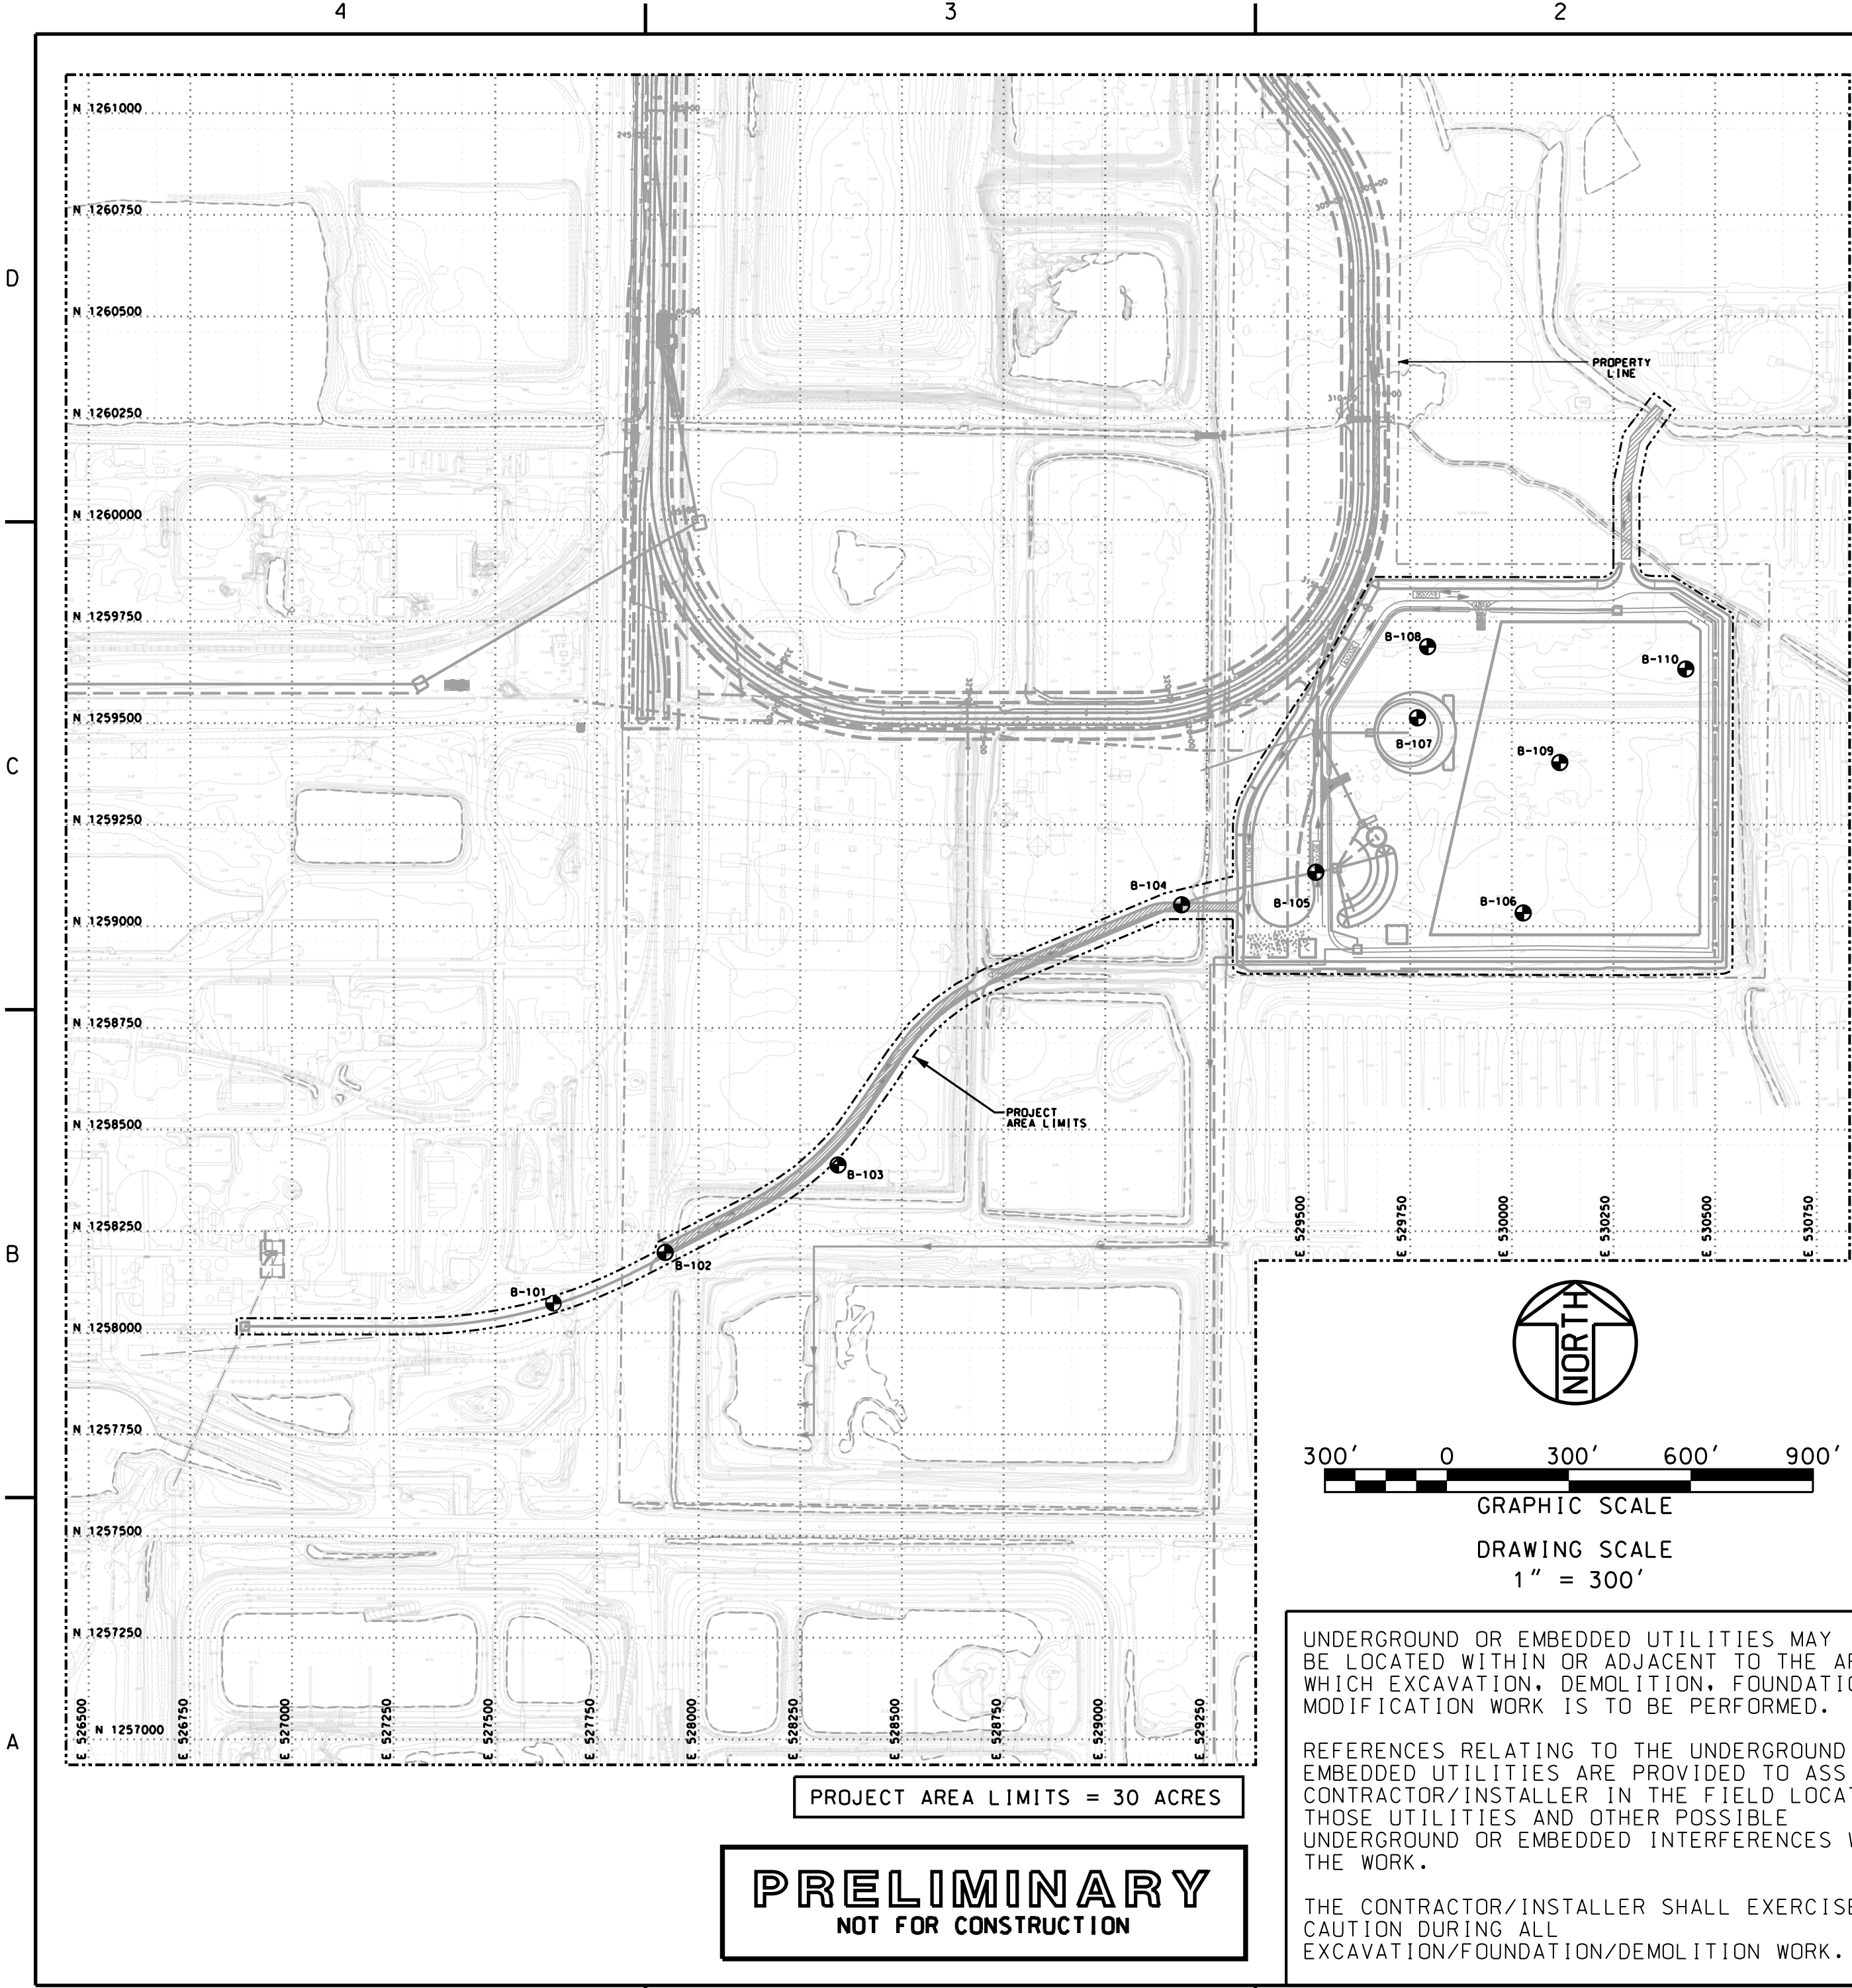 4
3
2
D
C
B
A
N 1261000
N 1260750
N 1260500
N 1260250
N 1260000
N 1259750
N 1259500
N 1259250
N 1259000
N 1258750
N 1258500
N 1258250
N 1258000
N 1257750
N 1257500
N 1257250
N 1257000
PROPERTY
LINE
B-108
B-110
B-107
B-109
B-104
B-105
B-106
PROJECT
AREA LIMITS
B-103
B-102
B-101
E 529500
E 529750
E 530000
E 530250
E 530500
E 530750
E 526500
E 526750
E 527000
E 527250
E 527500
E 527750
E 528000
E 528250
E 528500
E 528750
E 529000
E 529250
NORTH
300' 0 300' 600' 900'
GRAPHIC SCALE
DRAWING SCALE
1" = 300'
PROJECT AREA LIMITS = 30 ACRES
PRELIMINARY
NOT FOR CONSTRUCTION
UNDERGROUND OR EMBEDDED UTILITIES MAY
BE LOCATED WITHIN OR ADJACENT TO THE
WHICH EXCAVATION, DEMOLITION,
MODIFICATION WORK IS TO BE PERFORMED.
REFERENCES RELATING TO THE UNDERGROUND
EMBEDDED UTILITIES ARE PROVIDED TO
CONTRACTOR/INSTALLER IN THE FIELD
THOSE UTILITIES AND OTHER POSSIBLE
UNDERGROUND OR EMBEDDED INTERFERENCES
THE WORK.
THE CONTRACTOR/INSTALLER SHALL EXERCISE
CAUTION DURING ALL
EXCAVATION/FOUNDATION/DEMOLITION WORK.